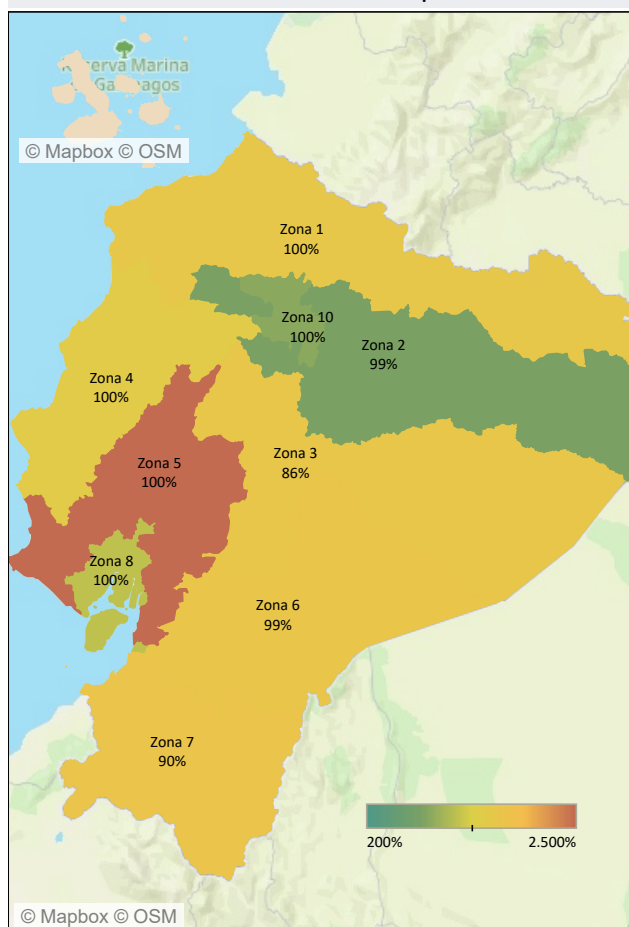 Reserva Marina
© Mapbox © OSM
Zona 1
100%
Zona 10
100%
Zona 2
99%
Zona 4
100%
Zona 3
86%
Zona 5
100%
Zona 8
100%
Zona 6
99%
Zona 7
90%
200%
2.500%
© Mapbox © OSM